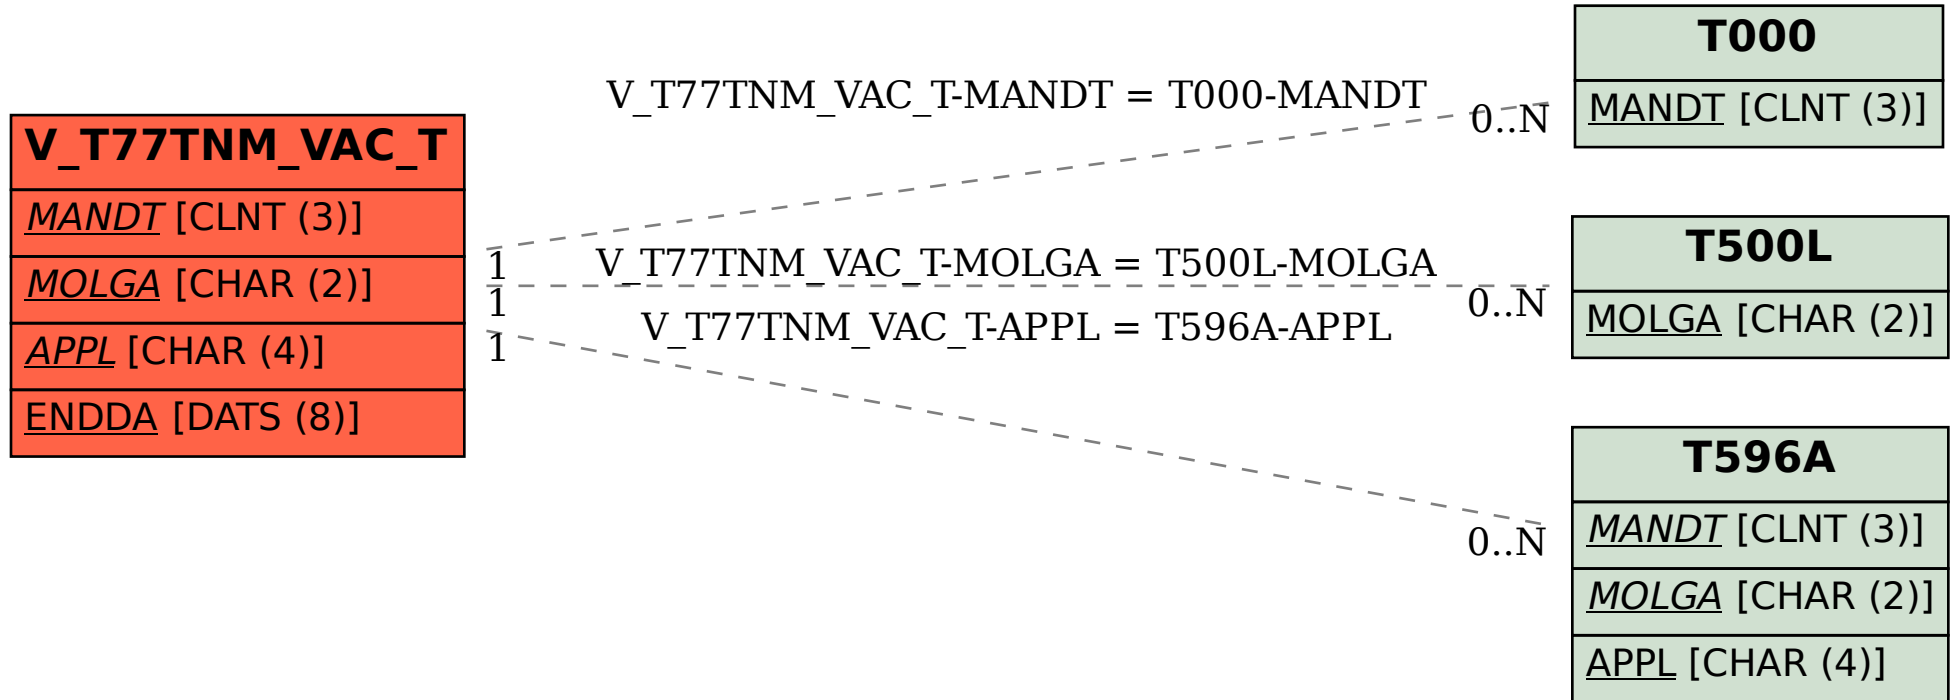 V_T77TNM_VAC_T
MANDT [CLNT (3)]
MOLGA [CHAR (2)]
APPL [CHAR (4)]
ENDDA [DATS (8)]
V_T77TNM_VAC_T-MANDT = T000-MANDT
0..N
1
V_T77TNM_VAC_T-MOLGA = T500L-MOLGA
1
0..N
V_T77TNM_VAC_T-APPL = T596A-APPL
1
0..N
T000
MANDT [CLNT (3)]
T500L
MOLGA [CHAR (2)]
T596A
MANDT [CLNT (3)]
MOLGA [CHAR (2)]
APPL [CHAR (4)]